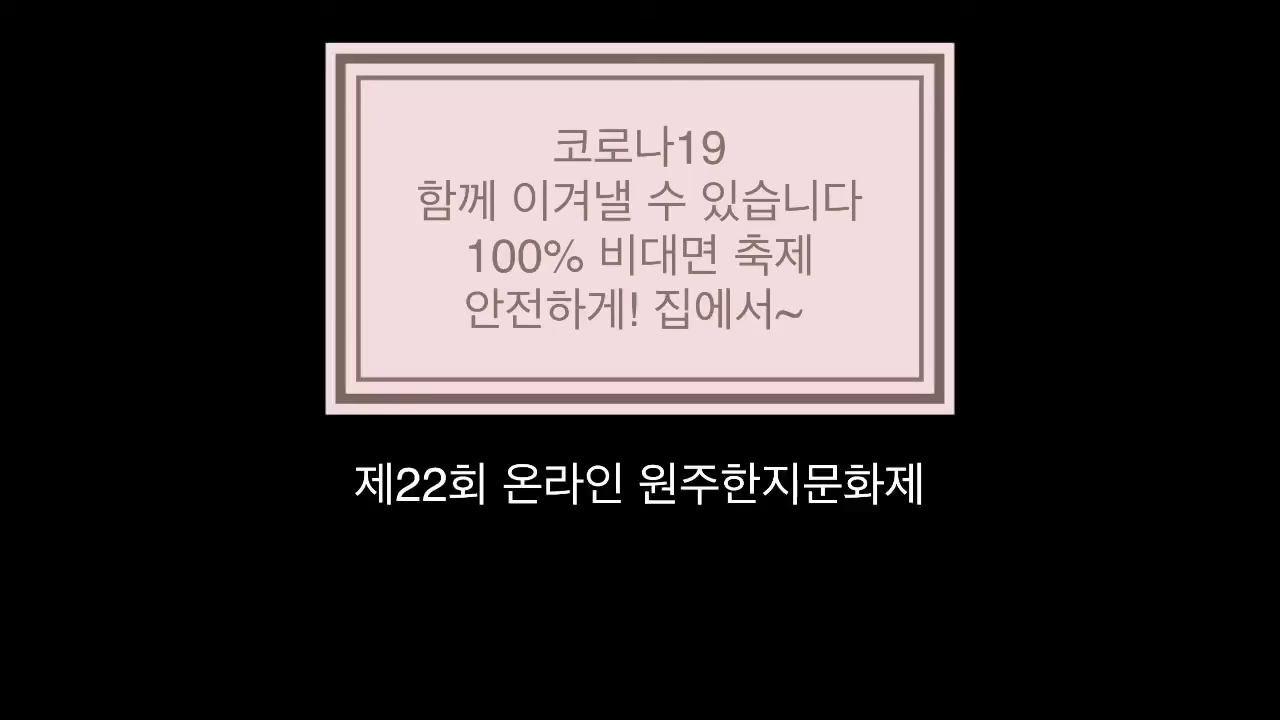 코로나19
함께 이겨낼 수 있습니다
100% 비대면 축제
안전하게! 집에서~
제22회 온라인 원주한지문화제